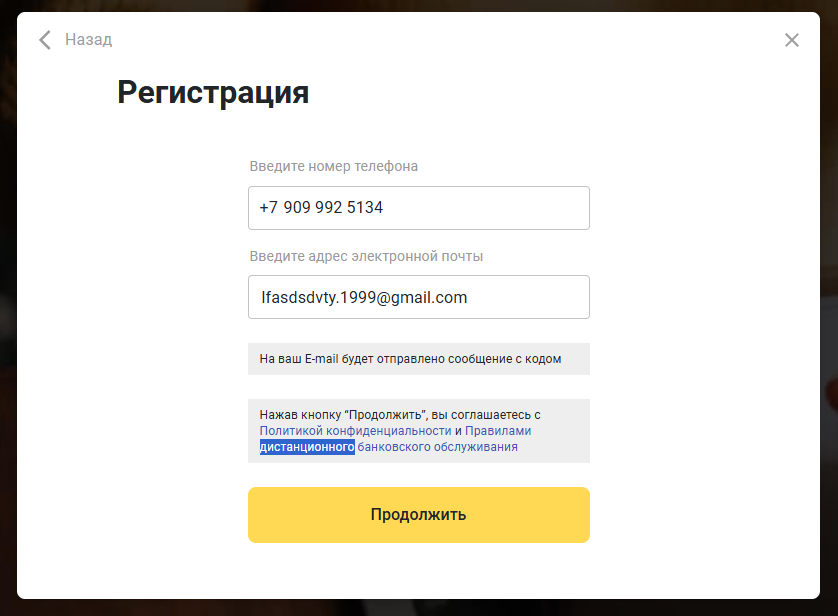 Назад
Регистрация
Введите номер телефона
+7 909 992 5134
Введите адрес электронной почты
lfasdsdvty.1999@gmail.com
На ваш E-mail будет отправлено сообщение с кодом
Нажав кнопку “Продолжить”, вы соглашаетесь с
Политикой конфиденциальности и Правилами
дистанционного банковского обслуживания
Продолжить